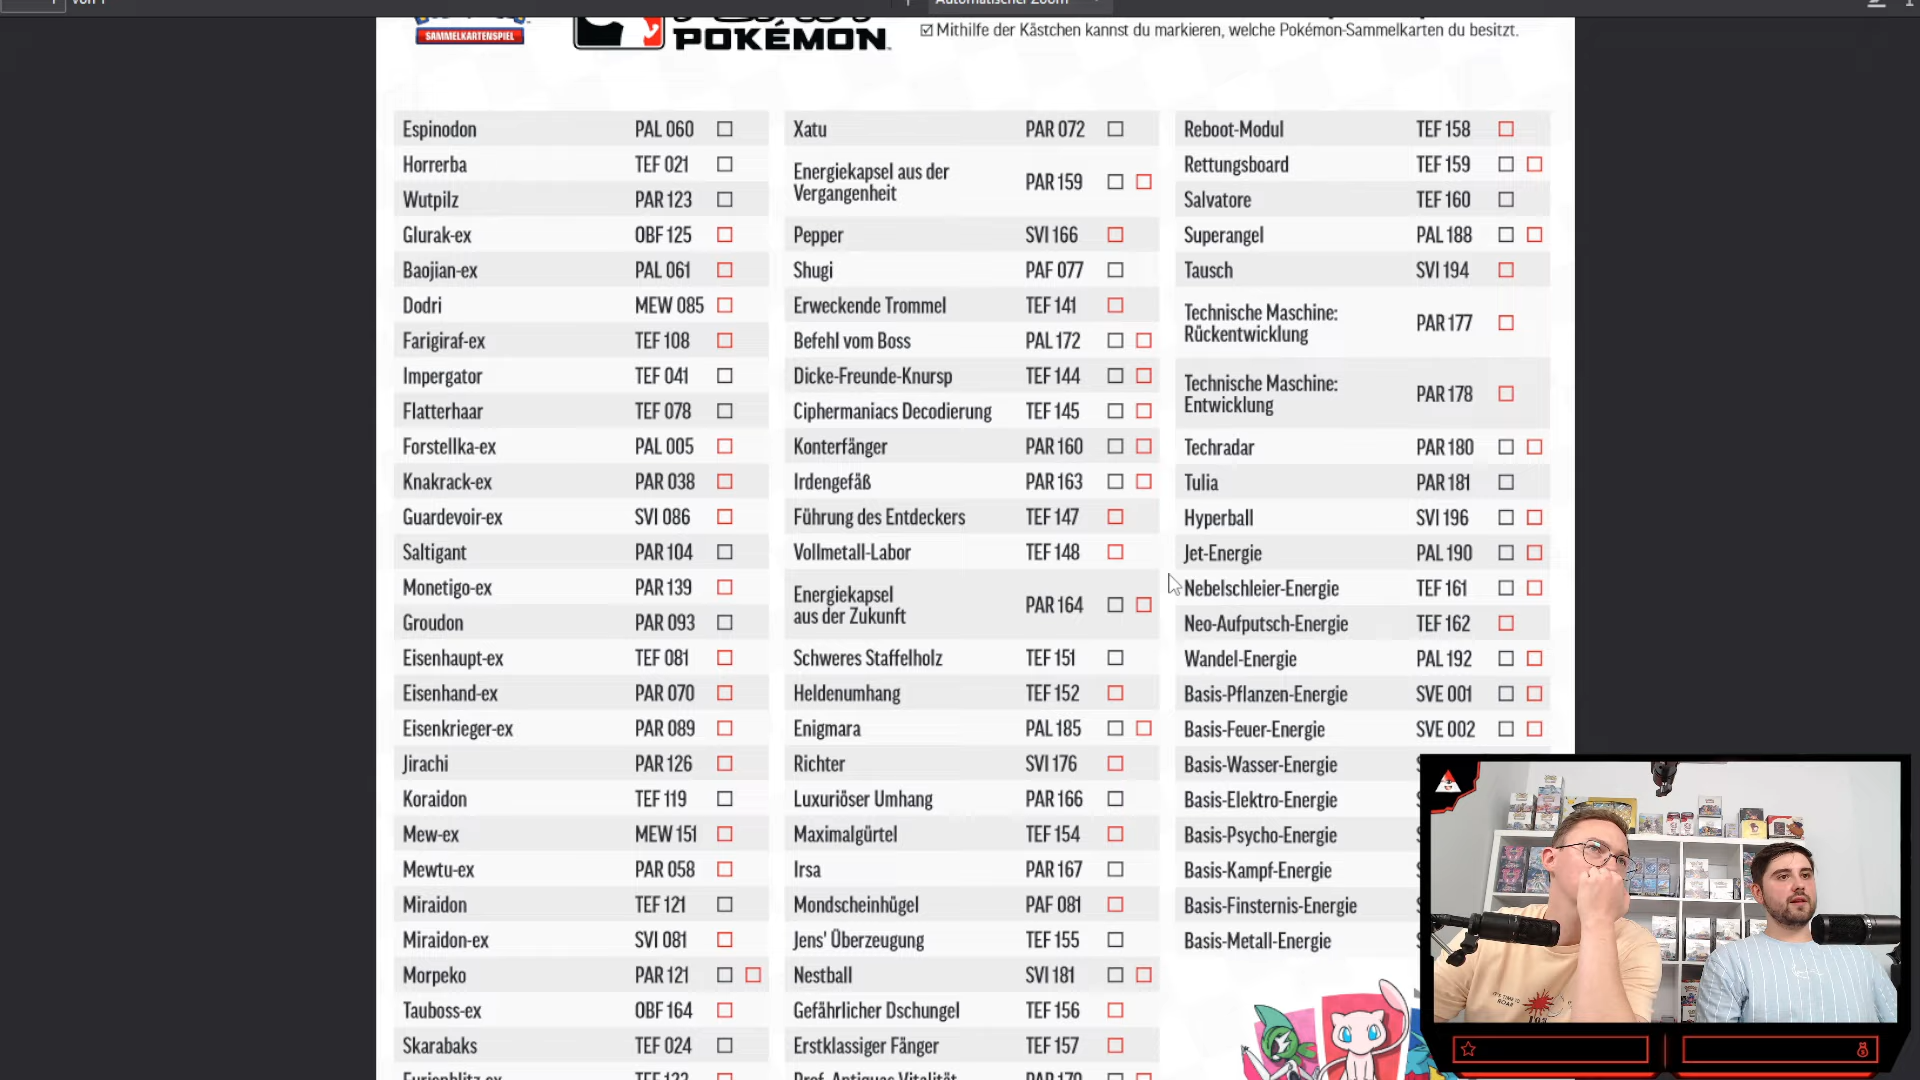 SAMMELKARTENSPIEL
POKÉMON
Mithilfe der Kästchen kannst du markieren, welche Pokémon-Sammelkarten du besitzt.
Espinodon PAL 060
Horrerba TEF 021
Wutpilz PAR 123
Glurak-ex OBF 125
Baojian-ex PAL 061
Dodri MEW 085
Farigiraf-ex TEF 108
Impergator TEF 041
Flatterhaar TEF 078
Forstellka-ex PAL 005
Knakrack-ex PAR 038
Guardevoir-ex SVI 086
Saltigant PAR 104
Monetigo-ex PAR 139
Groudon PAR 093
Eisenhaupt-ex TEF 081
Eisenhand-ex PAR 070
Eisenkrieger-ex PAR 089
Jirachi PAR 126
Koraidon TEF 119
Mew-ex MEW 151
Mewtu-ex PAR 058
Miraidon TEF 121
Miraidon-ex SVI 081
Morpeko PAR 121
Tauboss-ex OBF 164
Skarabaks TEF 024
Xatu PAR 072
Energiekapsel aus der
Vergangenheit PAR 159
Pepper SVI 166
Shugi PAF 077
Erweckende Trommel TEF 141
Befehl vom Boss PAL 172
Dicke-Freunde-Knursp TEF 144
Ciphermaniacs Decodierung TEF 145
Konterfänger PAR 160
Irdengefäß PAR 163
Führung des Entdeckers TEF 147
Vollmetall-Labor TEF 148
Energiekapsel
aus der Zukunft PAR 164
Schweres Staffelholz TEF 151
Heldenumhang TEF 152
Enigmara PAL 185
Richter SVI 176
Luxuriöser Umhang PAR 166
Maximalgürtel TEF 154
Irsa PAR 167
Mondscheinhügel PAF 081
Jens' Überzeugung TEF 155
Nestball SVI 181
Gefährlicher Dschungel TEF 156
Erstklassiger Fänger TEF 157
Reboot-Modul TEF 158
Rettungsboard TEF 159
Salvatore TEF 160
Superangel PAL 188
Tausch SVI 194
Technische Maschine:
Rückentwicklung PAR 177
Technische Maschine:
Entwicklung PAR 178
Techradar PAR 180
Tulia PAR 181
Hyperball SVI 196
Jet-Energie PAL 190
Nebelschleier-Energie TEF 161
Neo-Aufputsch-Energie TEF 162
Wandel-Energie PAL 192
Basis-Pflanzen-Energie SVE 001
Basis-Feuer-Energie SVE 002
Basis-Wasser-Energie
Basis-Elektro-Energie
Basis-Psycho-Energie
Basis-Kampf-Energie
Basis-Finsternis-Energie
Basis-Metall-Energie